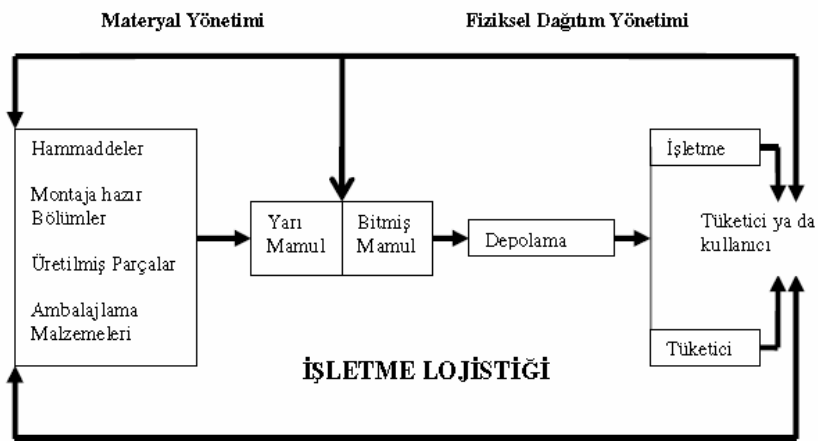 Materyal Yönetimi
Fiziksel Dağıtım Yönetimi
Hammaddeler
Montaja hazır
Bölümler
Üretilmiş Parçalar
Ambalajlama
Malzemeleri
Yarı
Mamul
Bitmiş
Mamul
Depolama
İşletme
Tüketici ya da
kullanıcı
Tüketici
İŞLETME LOJİSTİĞİ